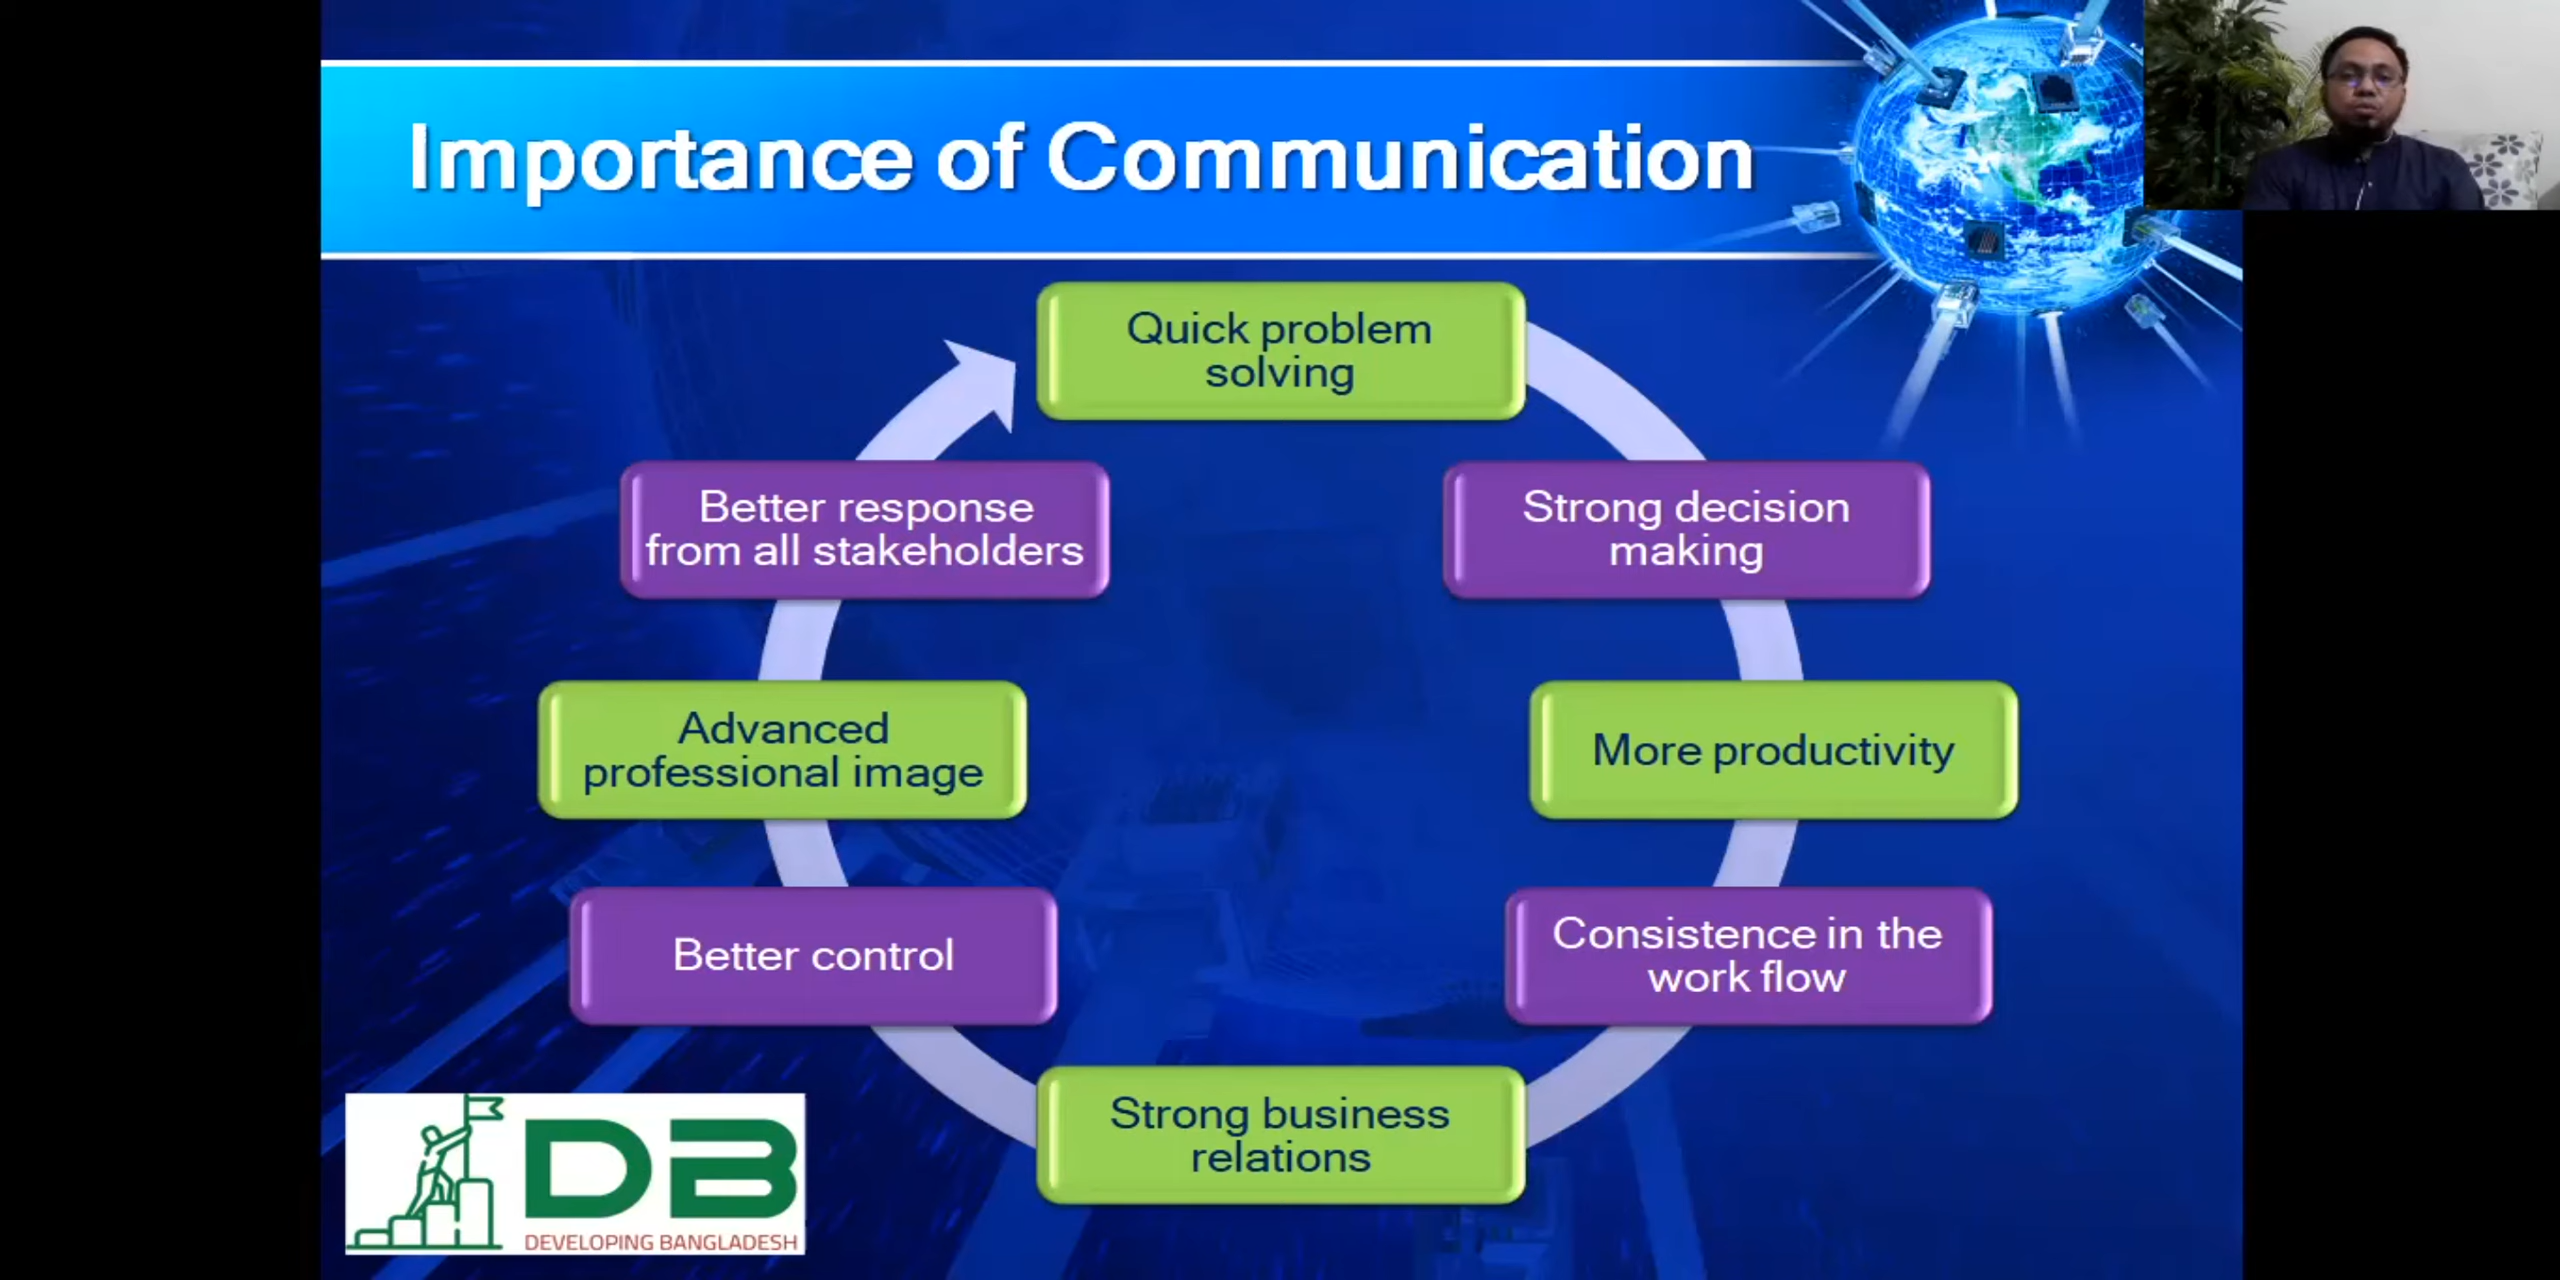 Importance of Communication
Quick problem
solving
Strong decision
making
More productivity
Consistence in the
work flow
Strong business
relations
Better control
Advanced
professional image
Better response
from all stakeholders
DB
DEVELOPING BANGLADESH